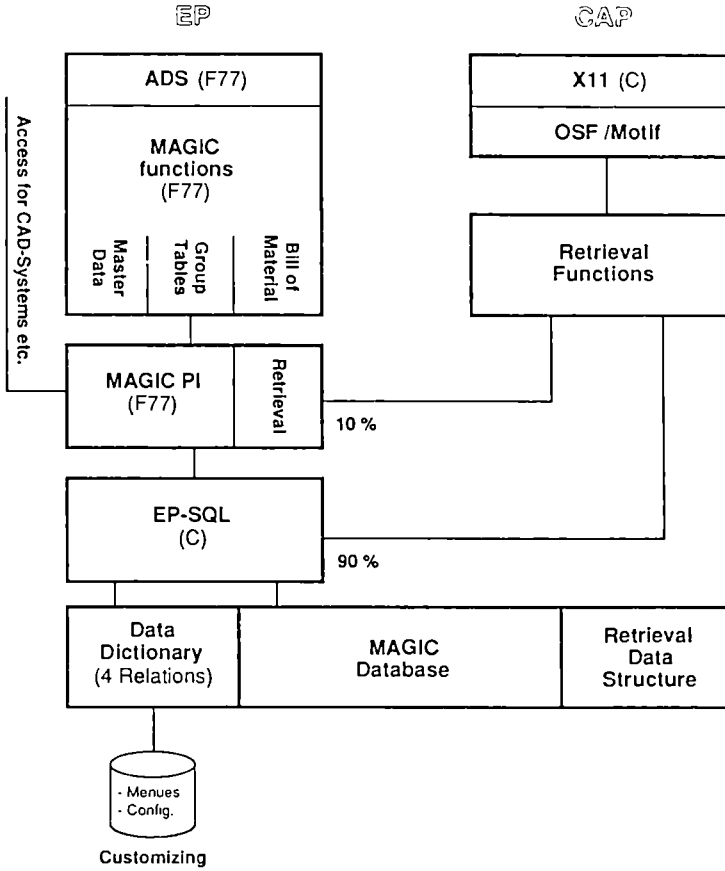 EP
CAP
ADS (F77)
MAGIC
functions
(F77)
Master
Data
Group
Tables
Bill of
Material
Access for CAD-Systems etc.
X11 (C)
OSF /Motif
Retrieval
Functions
MAGIC PI
(F77)
Retrieval
10 %
EP-SQL
(C)
90 %
Data
Dictionary
(4 Relations)
MAGIC
Database
Retrieval
Data
Structure
- Menues
- Config.
Customizing